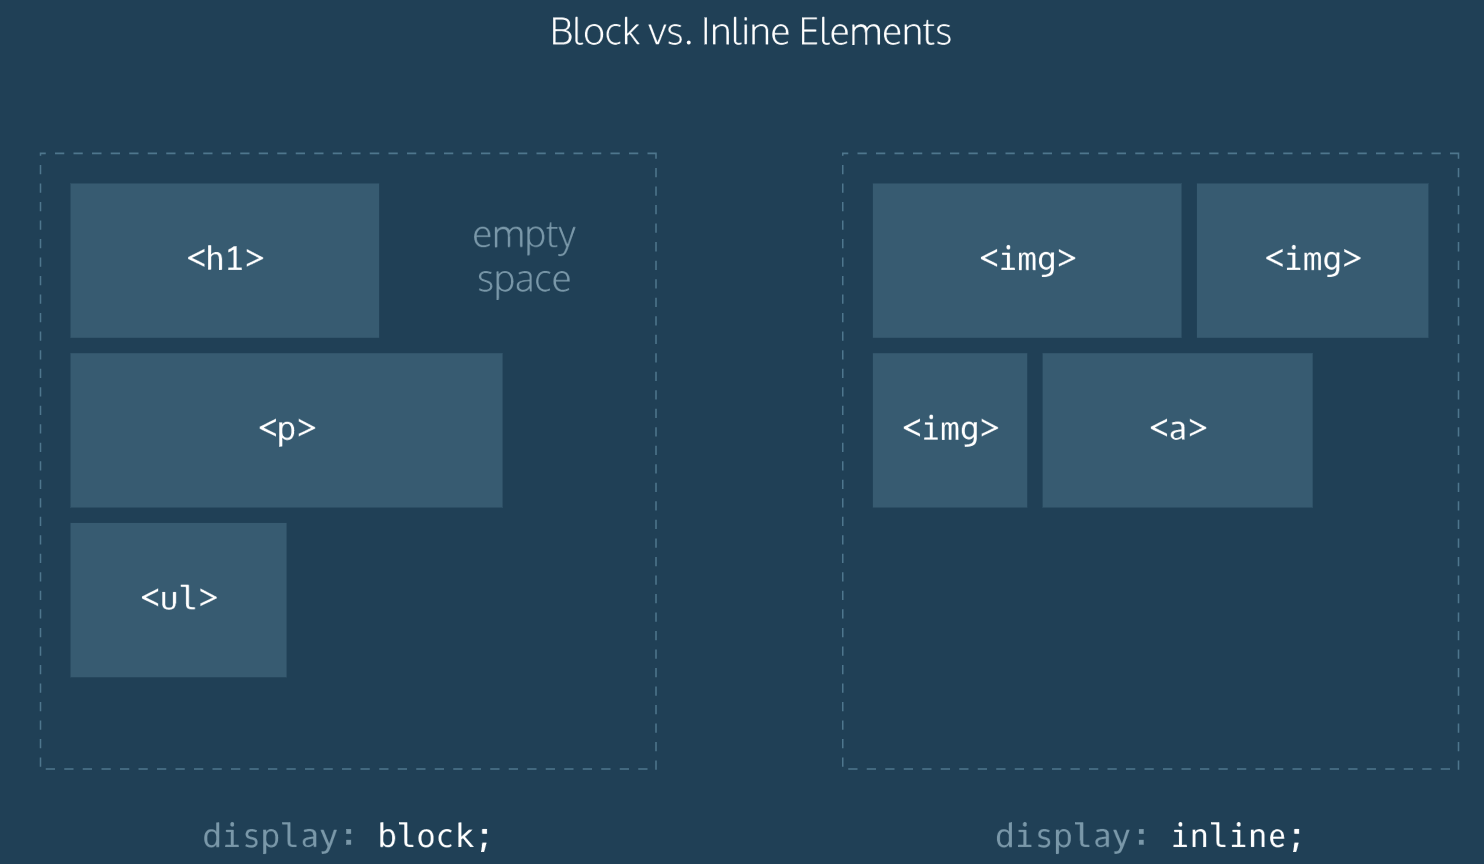 Block vs. Inline Elements
<h1>
empty
space
<p>
<ul>
display: block;
<img>
<img>
<img>
<a>
display: inline;